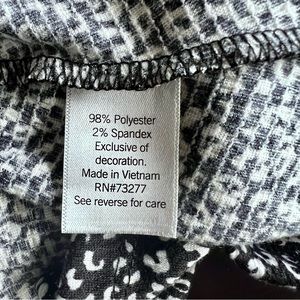 98% Polyester
2% Spandex
Exclusive of
decoration.
Made in Vietnam
RN#73277
See reverse for care